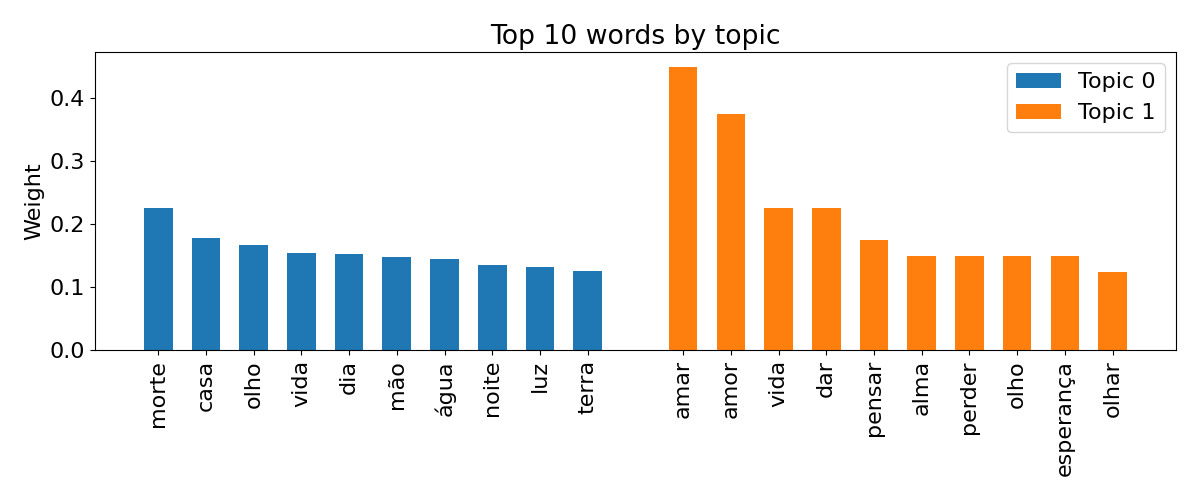 Top 10 words by topic
Weight
0.4
0.3
0.2
0.1
0.0
Topic 0
Topic 1
morte
casa
olho
vida
dia
mão
água
noite
luz
terra
amar
amor
vida
dar
pensar
alma
perder
olho
esperança
olhar